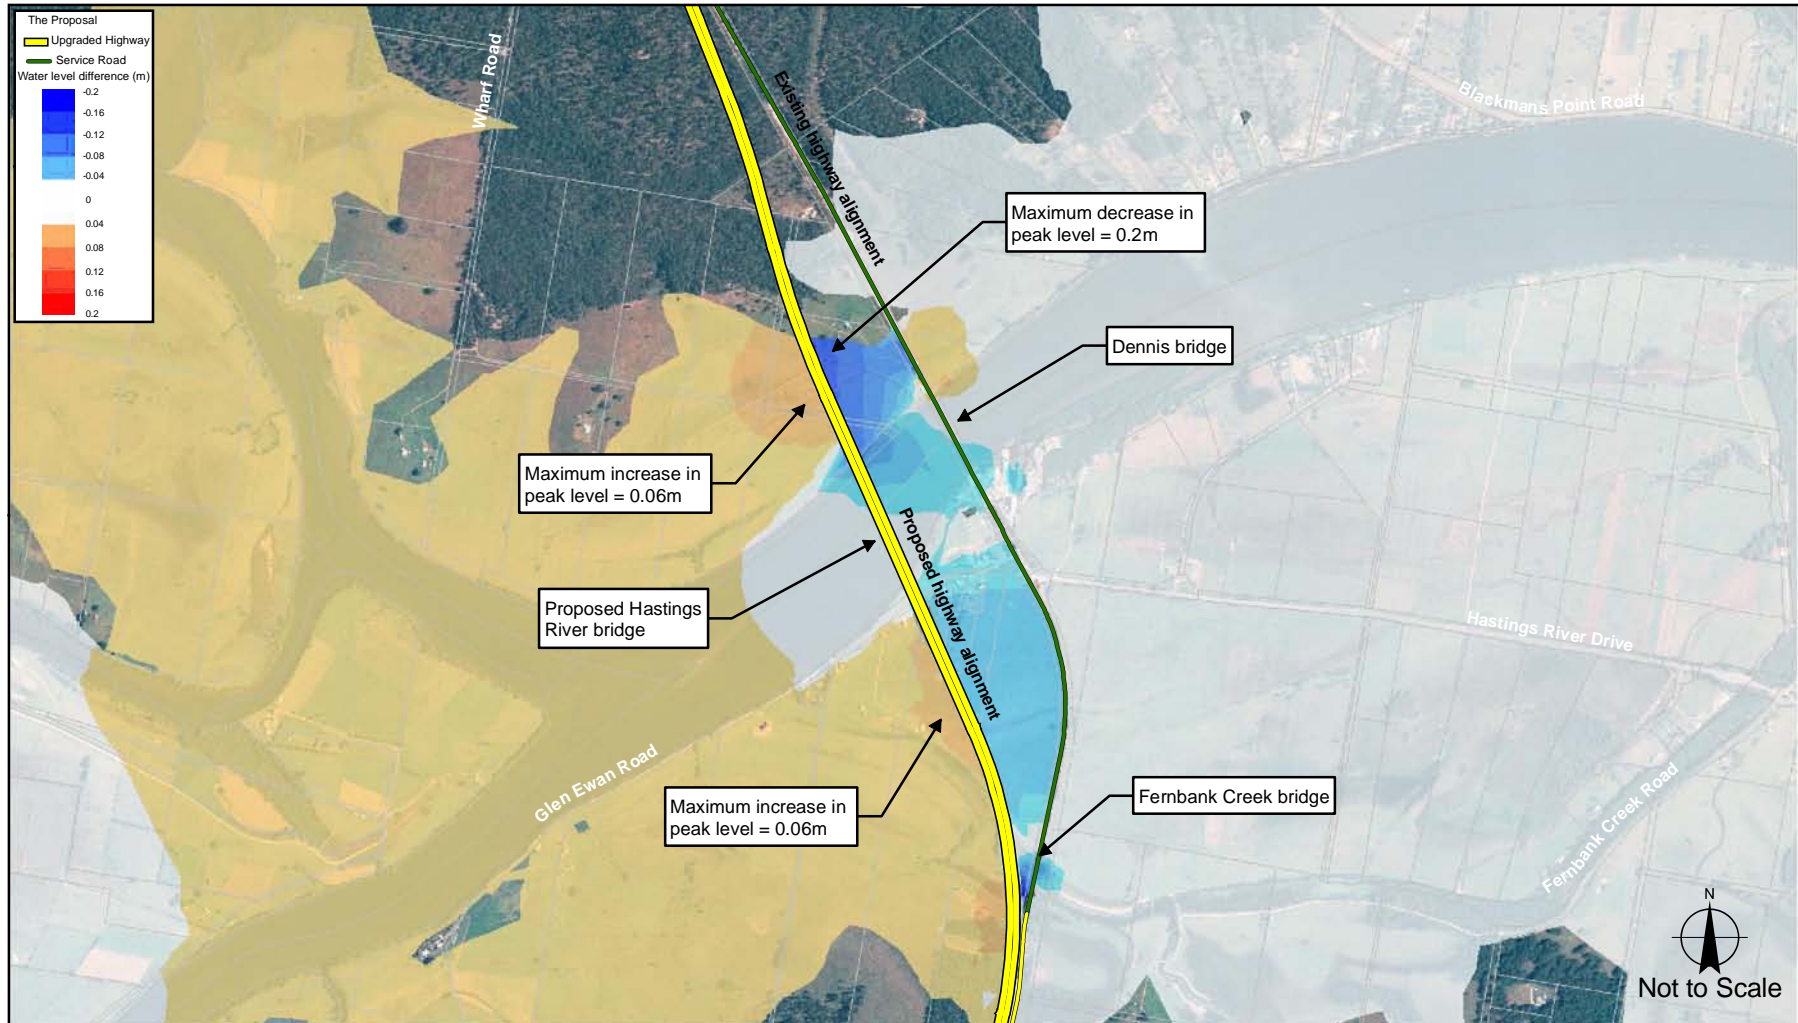 The Proposal
Upgraded Highway
Service Road
Water level difference (m)
-0.2
-0.16
-0.12
-0.08
-0.04
0
0.04
0.08
0.12
0.16
0.2
Wharf Road
Existing highway alignment
Blackmans Point Road
Maximum decrease in
peak level = 0.2m
Dennis bridge
Maximum increase in
peak level = 0.06m
Proposed highway alignment
Proposed Hastings
River bridge
Hastings River Drive
Glen Ewan Road
Maximum increase in
peak level = 0.06m
Fernbank Creek bridge
Fernbank Creek Road
N
Not to Scale